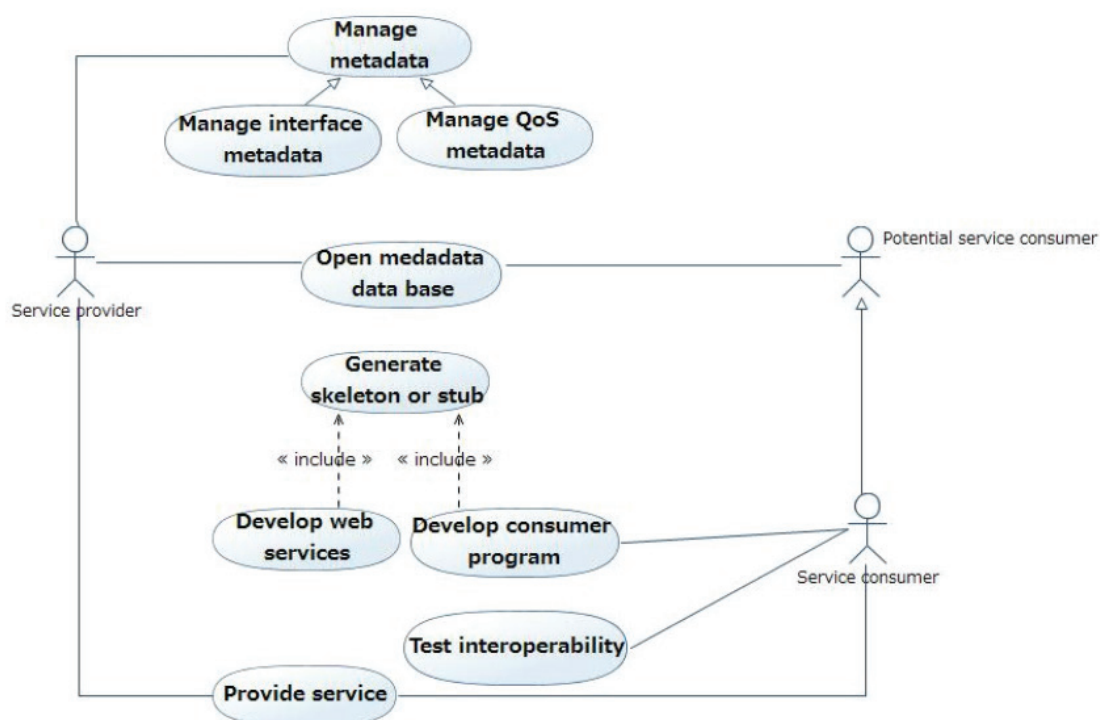 Manage
metadata
Manage interface
metadata
Manage QoS
metadata
Potential service consumer
Open medadata
data base
Service provider
Generate
skeleton or stub
« include »
« include »
Develop web
services
Develop consumer
program
Service consumer
Test interoperability
Provide service